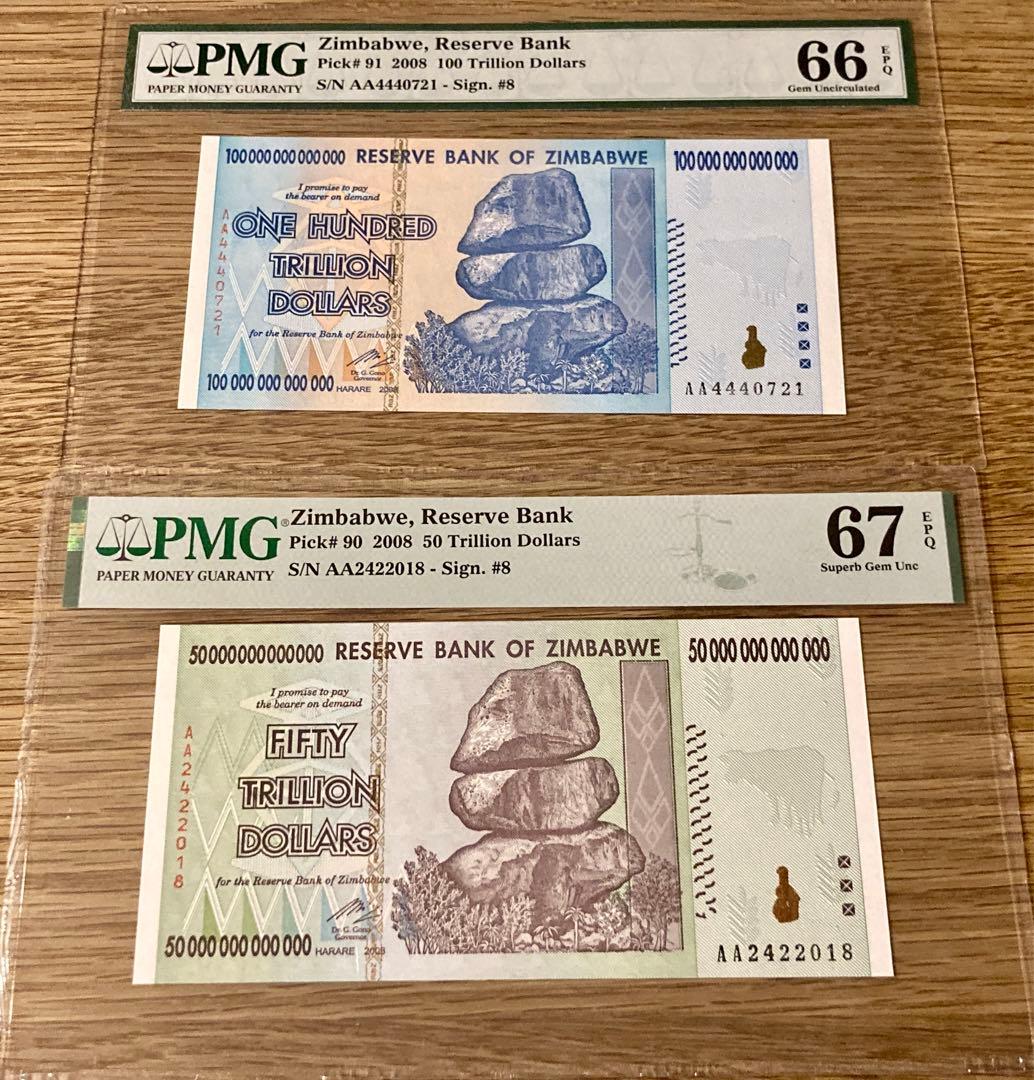 PMG
PAPER MONEY GUARANTY
Zimbabwe, Reserve Bank
Pick# 91 2008 100 Trillion Dollars
S/N AA4440721 - Sign. #8
66 EPQ
Gem Uncirculated
100 000 000 000 000 RESERVE BANK OF ZIMBABWE 100 000 000 000 000
I promise to pay
the bearer on demand
ONE HUNDRED
TRILLION
DOLLARS
AA4440721
for the Reserve Bank of Zimbabwe
Dr. G. Gono
Governor
100 000 000 000 000 HARARE 2008
AA4440721
PMG®
PAPER MONEY GUARANTY
Zimbabwe, Reserve Bank
Pick# 90 2008 50 Trillion Dollars
S/N AA2422018 - Sign. #8
67 EPQ
Superb Gem Unc
50 000 000 000 000 RESERVE BANK OF ZIMBABWE 50 000 000 000 000
I promise to pay
the bearer on demand
FIFTY
TRILLION
DOLLARS
AA2422018
for the Reserve Bank of Zimbabwe
Dr. G. Gono
Governor
50 000 000 000 000 HARARE 2008
AA2422018